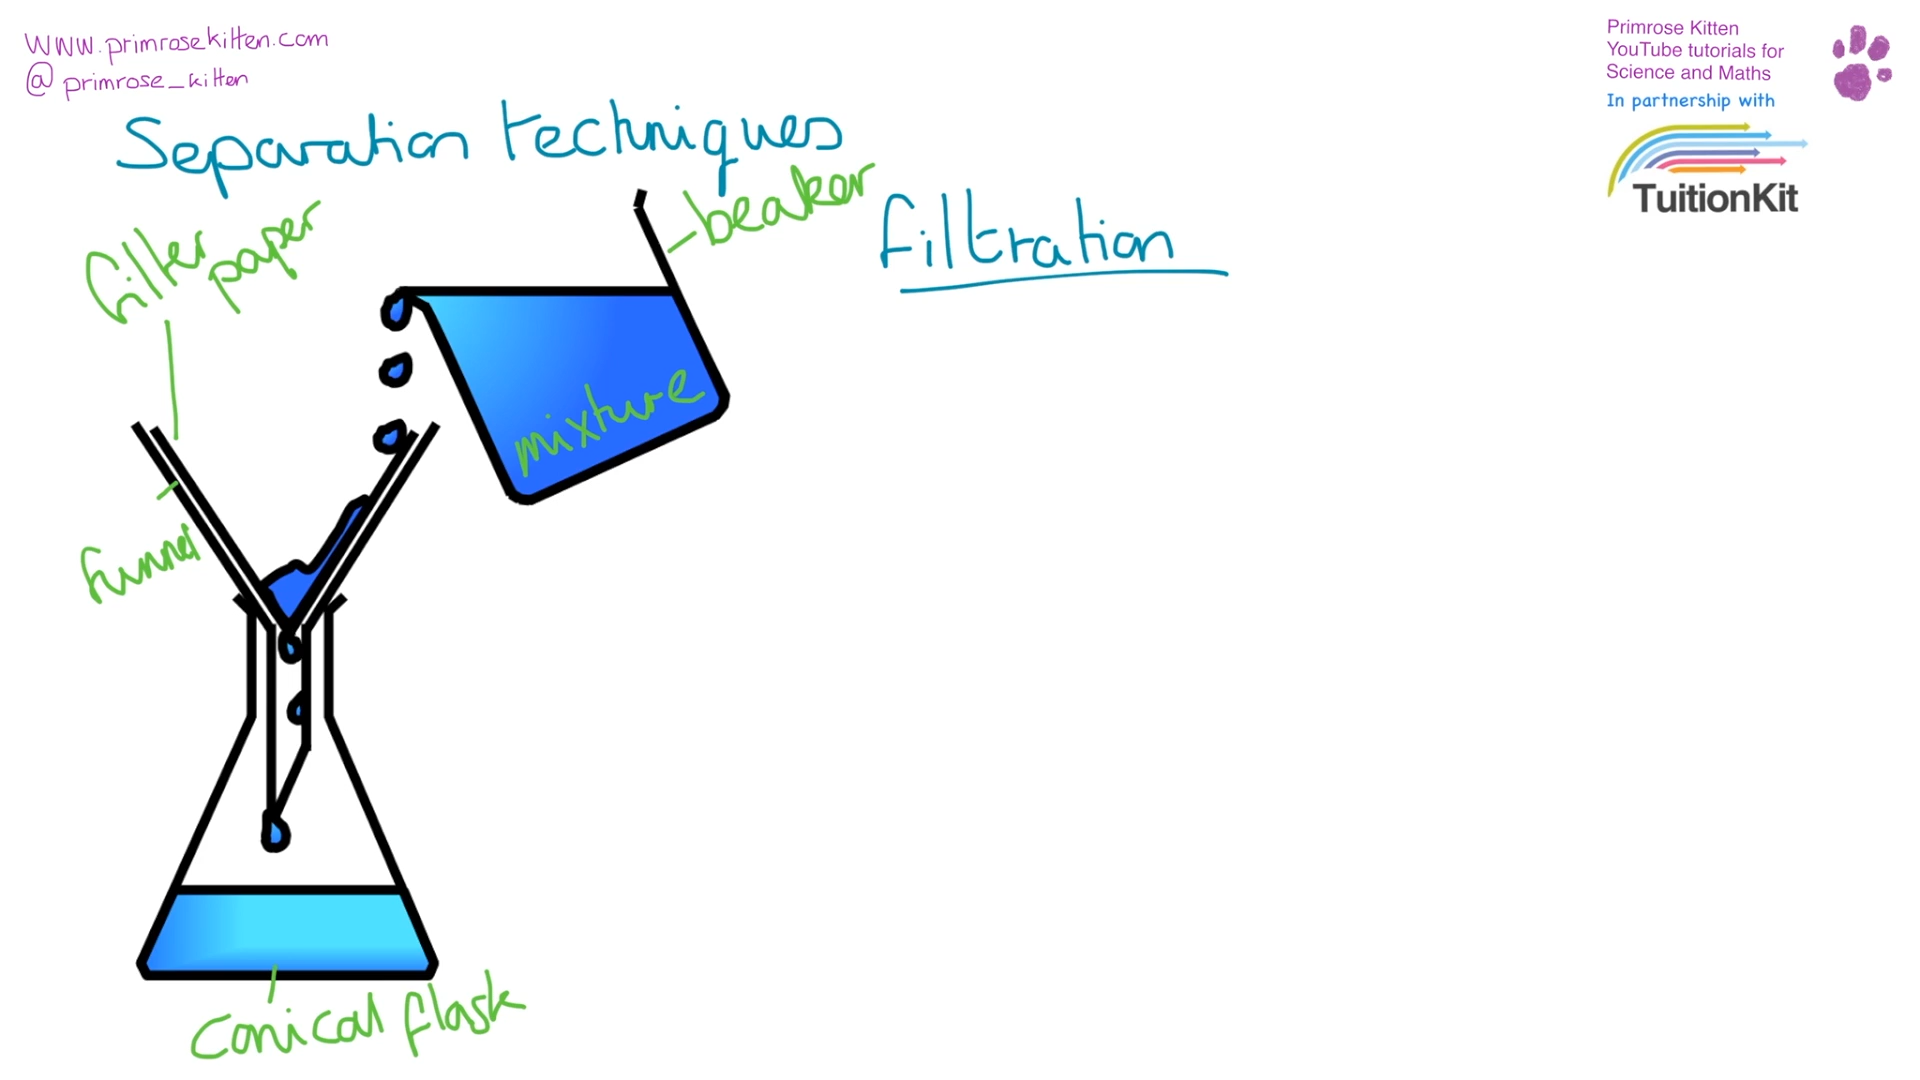 www.primrosekitten.com
@primrose_kitten
Primrose Kitten
YouTube tutorials for
Science and Maths
In partnership with
TuitionKit
Separation techniques
beaker
filtration
filter
paper
mixture
funnel
conical flask